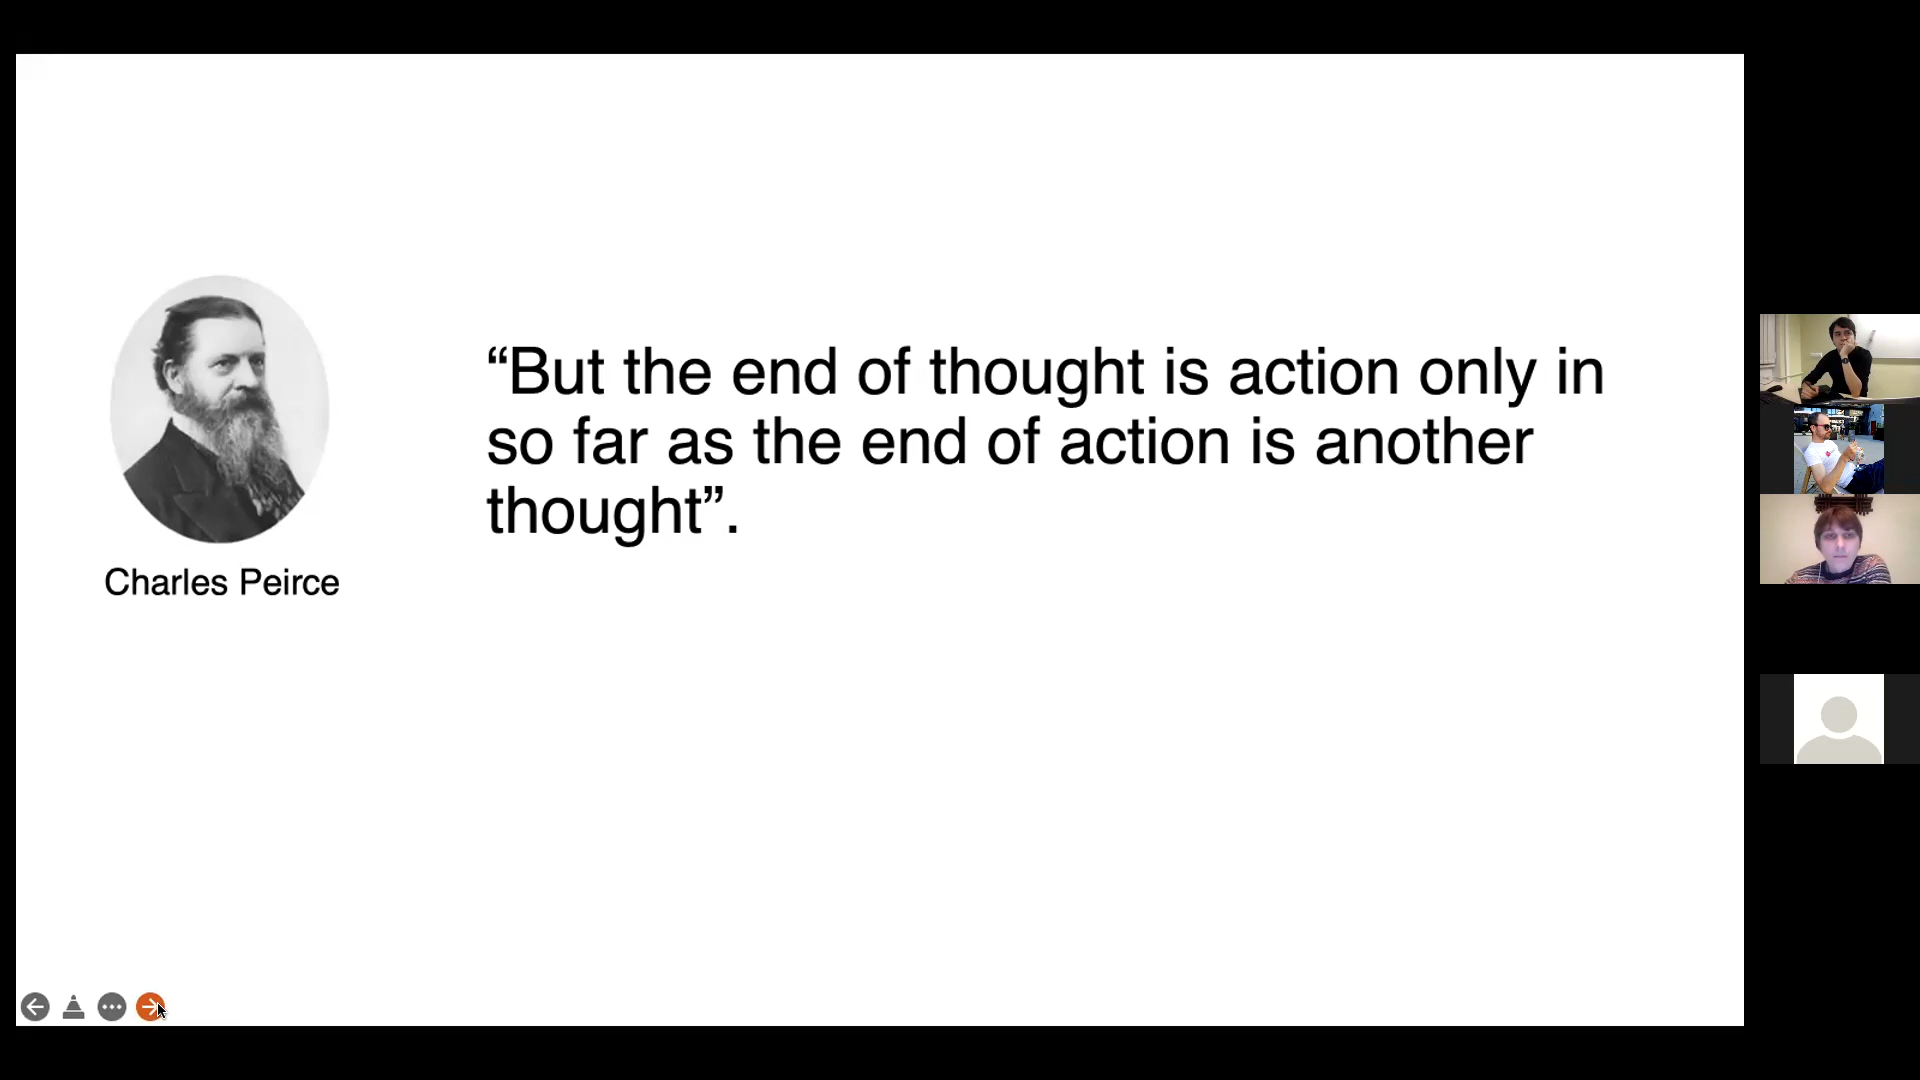 “But the end of thought is action only in
so far as the end of action is another
thought”.
Charles Peirce